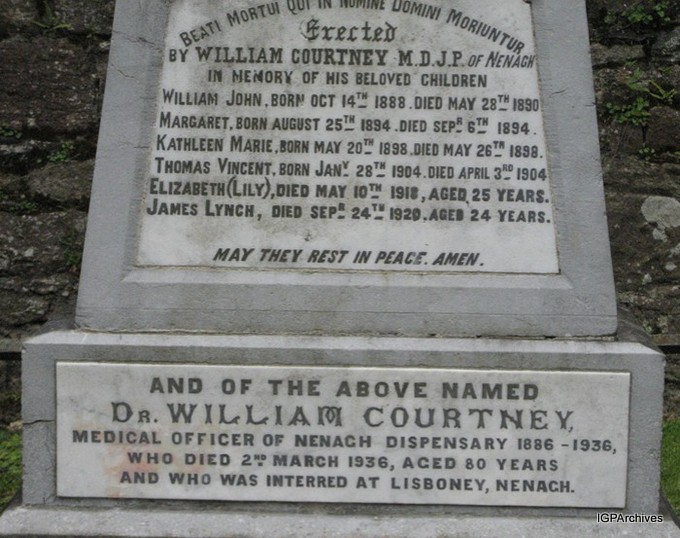 BEATI MORTUI QUI IN NOMINE DOMINI MORIUNTUR
Erected
BY WILLIAM COURTNEY M.D.J.P. OF NENAGH
IN MEMORY OF HIS BELOVED CHILDREN
WILLIAM JOHN, BORN OCT 14TH 1888. DIED MAY 28TH 1890
MARGARET, BORN AUGUST 25TH 1894. DIED SEPR 6TH 1894.
KATHLEEN MARIE, BORN MAY 20TH 1898. DIED MAY 26TH 1898.
THOMAS VINCENT, BORN JANY 28TH 1904. DIED APRIL 3RD 1904
ELIZABETH (LILY), DIED MAY 10TH 1918, AGED 25 YEARS.
JAMES LYNCH, DIED SEPR 24TH 1920. AGED 24 YEARS.
MAY THEY REST IN PEACE. AMEN.
AND OF THE ABOVE NAMED
DR. WILLIAM COURTNEY,
MEDICAL OFFICER OF NENAGH DISPENSARY 1886-1936,
WHO DIED 2ND MARCH 1936, AGED 80 YEARS
AND WHO WAS INTERRED AT LISBONEY, NENAGH.
IGPArchives